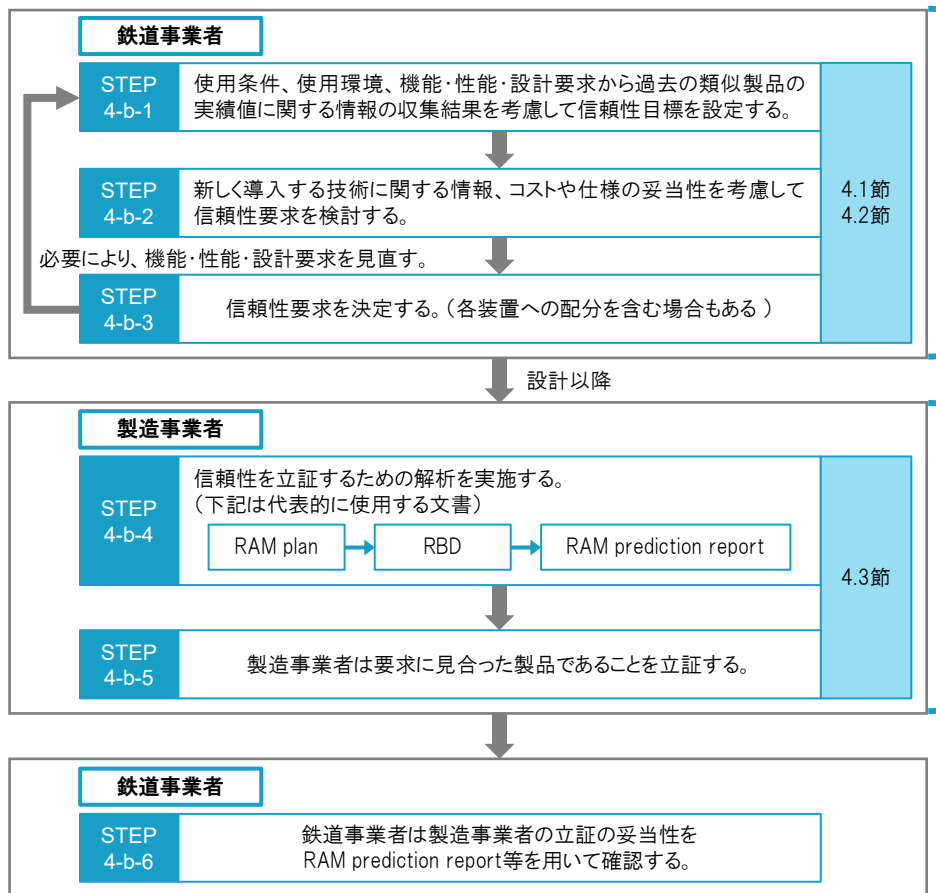 鉄道事業者
STEP
4-b-1
使用条件、使用環境、機能・性能・設計要求から過去の類似製品の
実績値に関する情報の収集結果を考慮して信頼性目標を設定する。
STEP
4-b-2
新しく導入する技術に関する情報、コストや仕様の妥当性を考慮して
信頼性要求を検討する。
4.1節
4.2節
必要により、機能・性能・設計要求を見直す。
STEP
4-b-3
信頼性要求を決定する。（各装置への配分を含む場合もある ）
設計以降
製造事業者
STEP
4-b-4
信頼性を立証するための解析を実施する。
（下記は代表的に使用する文書）
RAM plan
RBD
RAM prediction report
4.3節
STEP
4-b-5
製造事業者は要求に見合った製品であることを立証する。
鉄道事業者
STEP
4-b-6
鉄道事業者は製造事業者の立証の妥当性を
RAM prediction report等を用いて確認する。